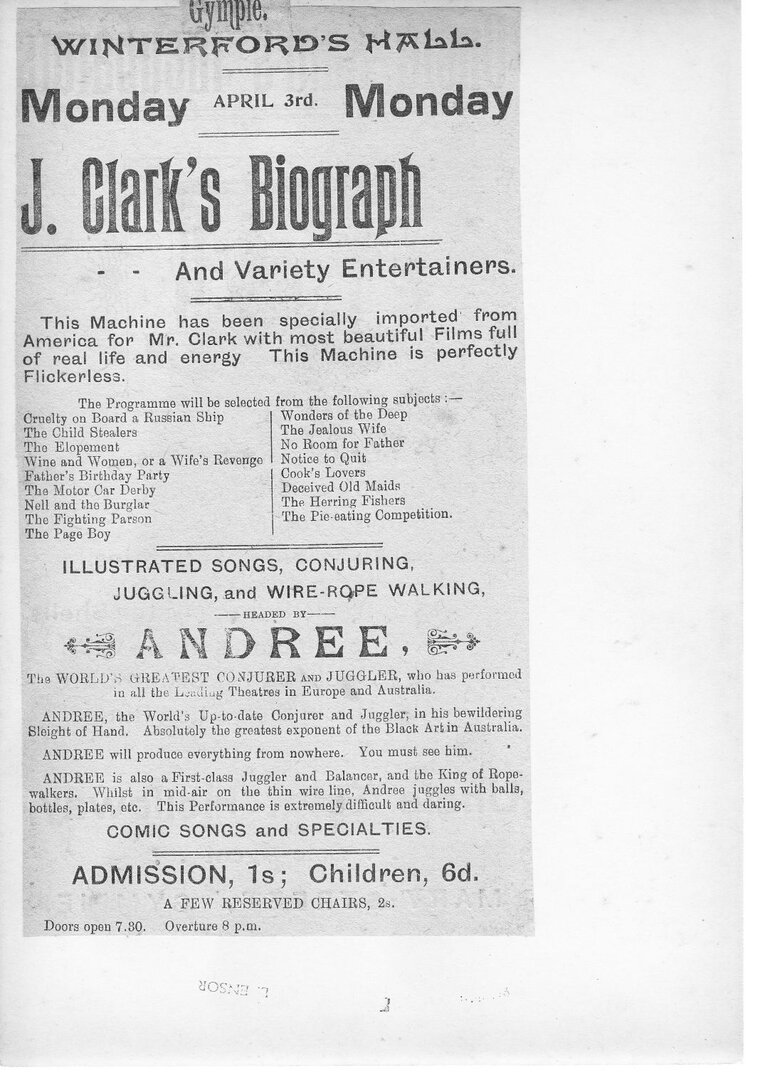 Gympie.
WINTERFORD'S HALL.
Monday APRIL 3rd. Monday
J. Clark's Biograph
- - And Variety Entertainers.
This Machine has been specially imported from
America for Mr. Clark with most beautiful Films full
of real life and energy This Machine is perfectly
Flickerless.
The Programme will be selected from the following subjects :—
Cruelty on Board a Russian Ship
The Child Stealers
The Elopement
Wine and Women, or a Wife's Revenge
Father's Birthday Party
The Motor Car Derby
Nell and the Burglar
The Fighting Parson
The Page Boy
Wonders of the Deep
The Jealous Wife
No Room for Father
Notice to Quit
Cook's Lovers
Deceived Old Maids
The Herring Fishers
The Pie-eating Competition.
ILLUSTRATED SONGS, CONJURING,
JUGGLING, and WIRE-ROPE WALKING,
—— HEADED BY ——
ANDREE,
The WORLD'S GREATEST CONJURER AND JUGGLER, who has performed
in all the Leading Theatres in Europe and Australia.
ANDREE, the World's Up-to-date Conjurer and Juggler, in his bewildering
Sleight of Hand. Absolutely the greatest exponent of the Black Art in Australia.
ANDREE will produce everything from nowhere. You must see him.
ANDREE is also a First-class Juggler and Balancer, and the King of Rope-
walkers. Whilst in mid-air on the thin wire line, Andree juggles with balls,
bottles, plates, etc. This Performance is extremely difficult and daring.
COMIC SONGS and SPECIALTIES.
ADMISSION, 1s; Children, 6d.
A FEW RESERVED CHAIRS, 2s.
Doors open 7.30. Overture 8 p.m.
L. ENSOR